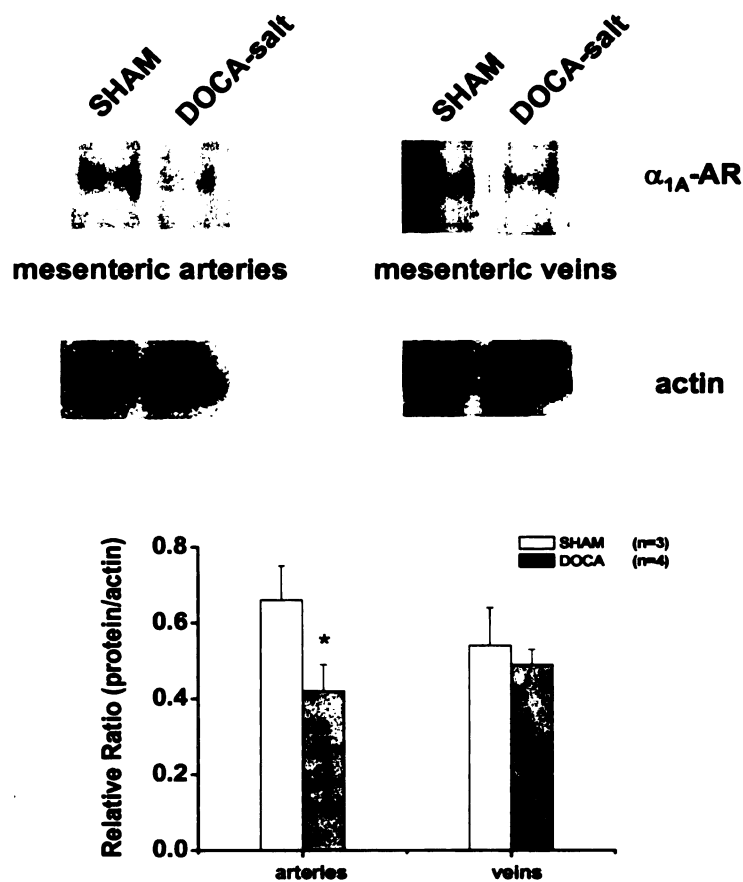 SHAM DOCA-salt SHAM DOCA-salt
α1A-AR
mesenteric arteries mesenteric veins
actin
Relative Ratio (protein/actin)
0.8
0.6
0.4
0.2
0.0
SHAM (n=3)
DOCA (n=4)
*
arteries veins